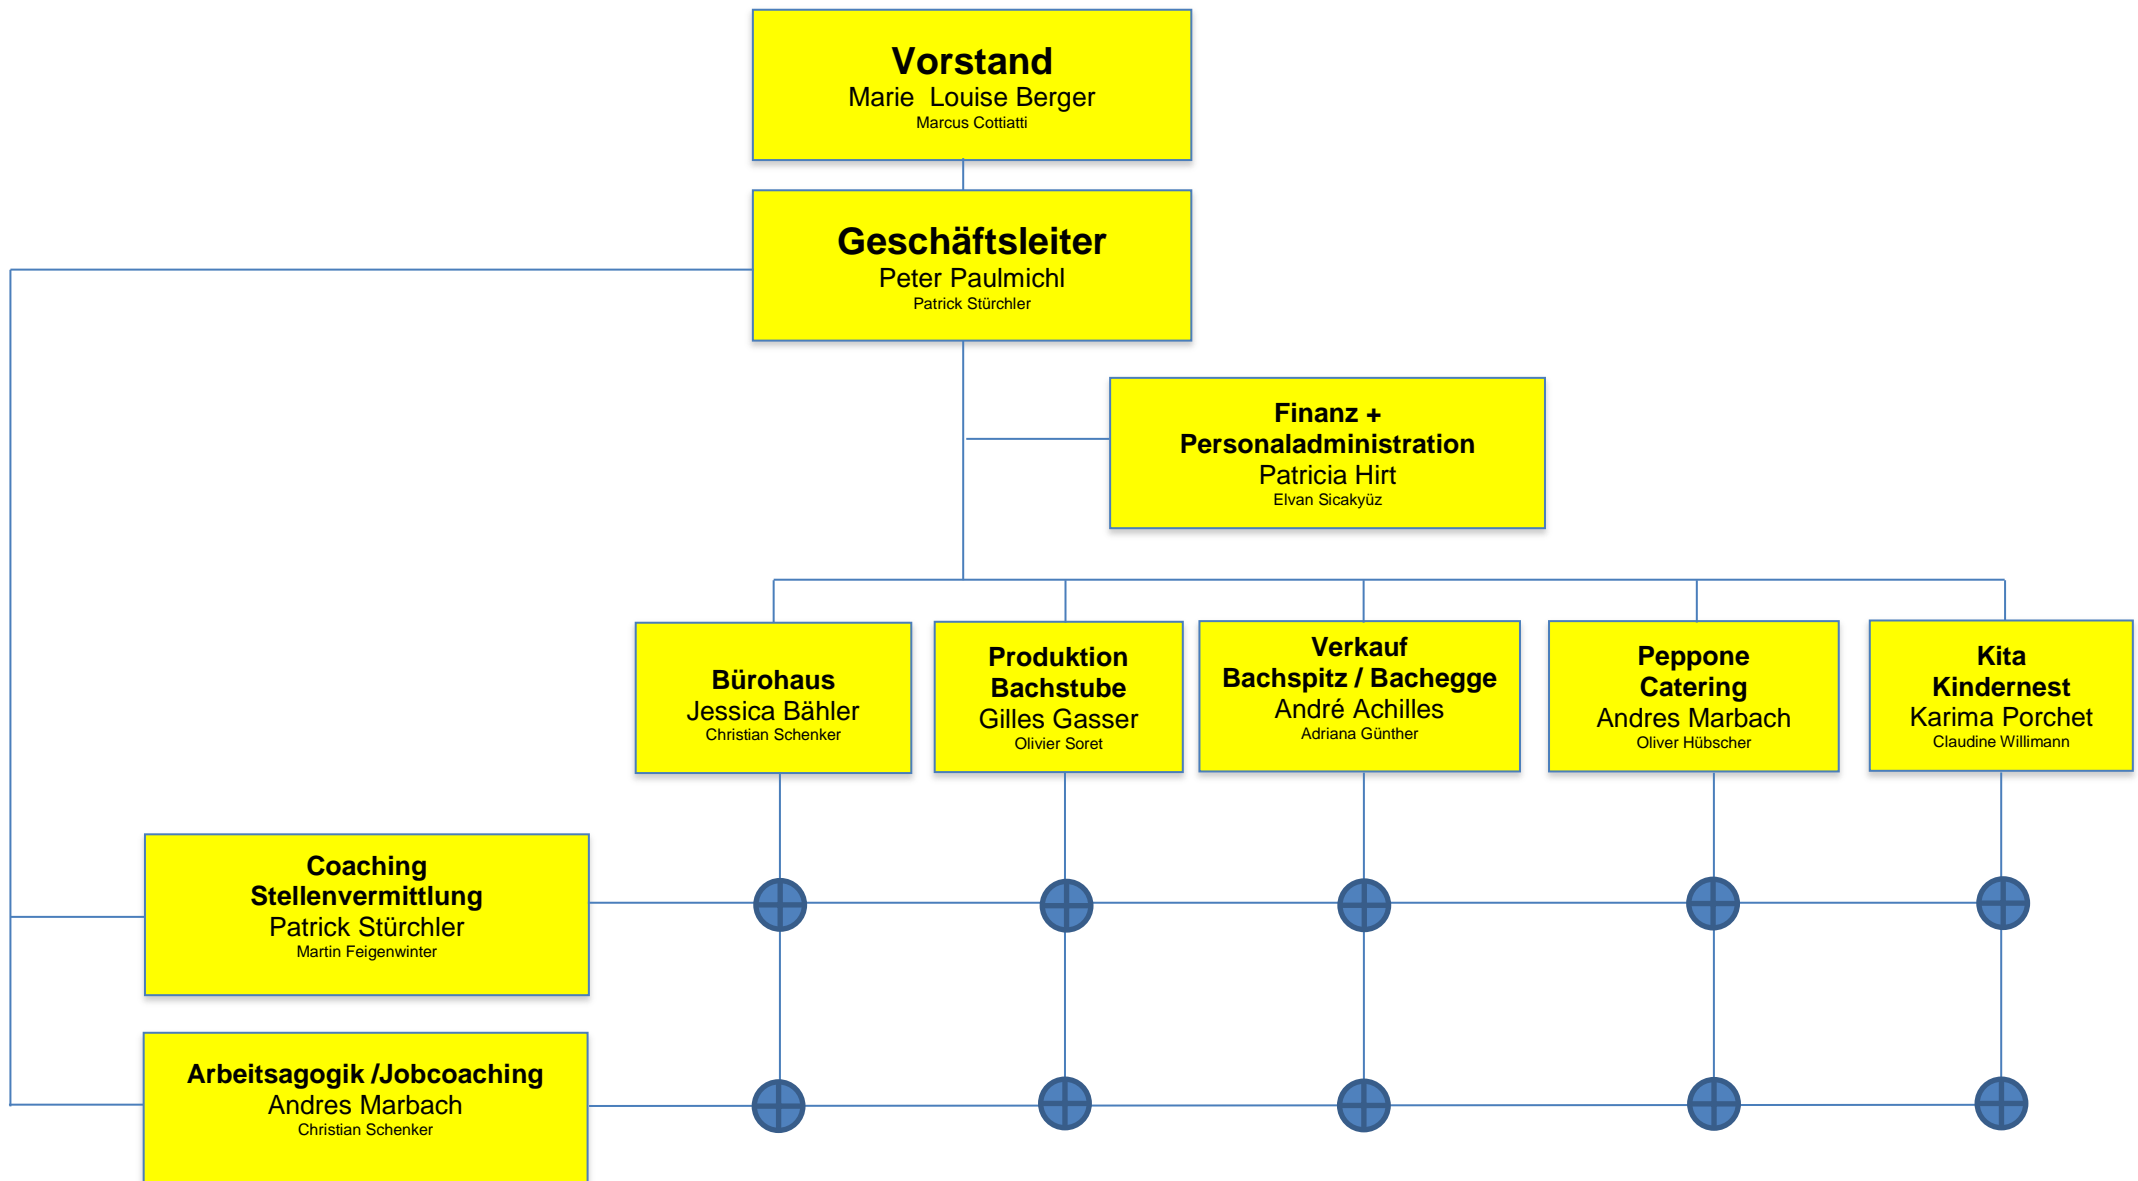 Vorstand
Marie  Louise Berger
Marcus Cottiatti
Geschäftsleiter
Peter Paulmichl
Patrick Stürchler
Finanz +
Personaladministration
Patricia Hirt
Elvan Sicakyüz
Bürohaus
Jessica Bähler
Christian Schenker
Produktion
Bachstube
Gilles Gasser
Olivier Soret
Verkauf
Bachspitz / Bachegge
André Achilles
Adriana Günther
Peppone
Catering
Andres Marbach
Oliver Hübscher
Kita
Kindernest
Karima Porchet
Claudine Willimann
Coaching
Stellenvermittlung
Patrick Stürchler
Martin Feigenwinter
Arbeitsagogik /Jobcoaching
Andres Marbach
Christian Schenker